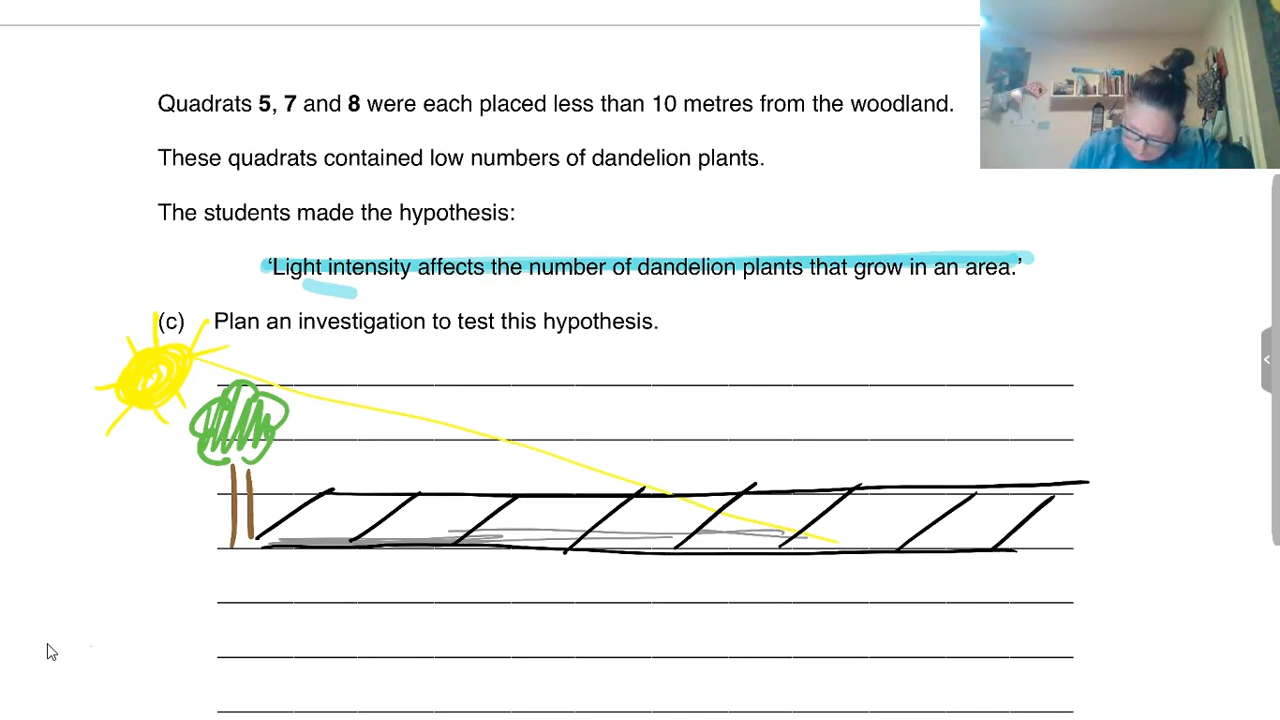 Quadrats 5, 7 and 8 were each placed less than 10 metres from the woodland.
These quadrats contained low numbers of dandelion plants.
The students made the hypothesis:
‘Light intensity affects the number of dandelion plants that grow in an area.’
(c) Plan an investigation to test this hypothesis.